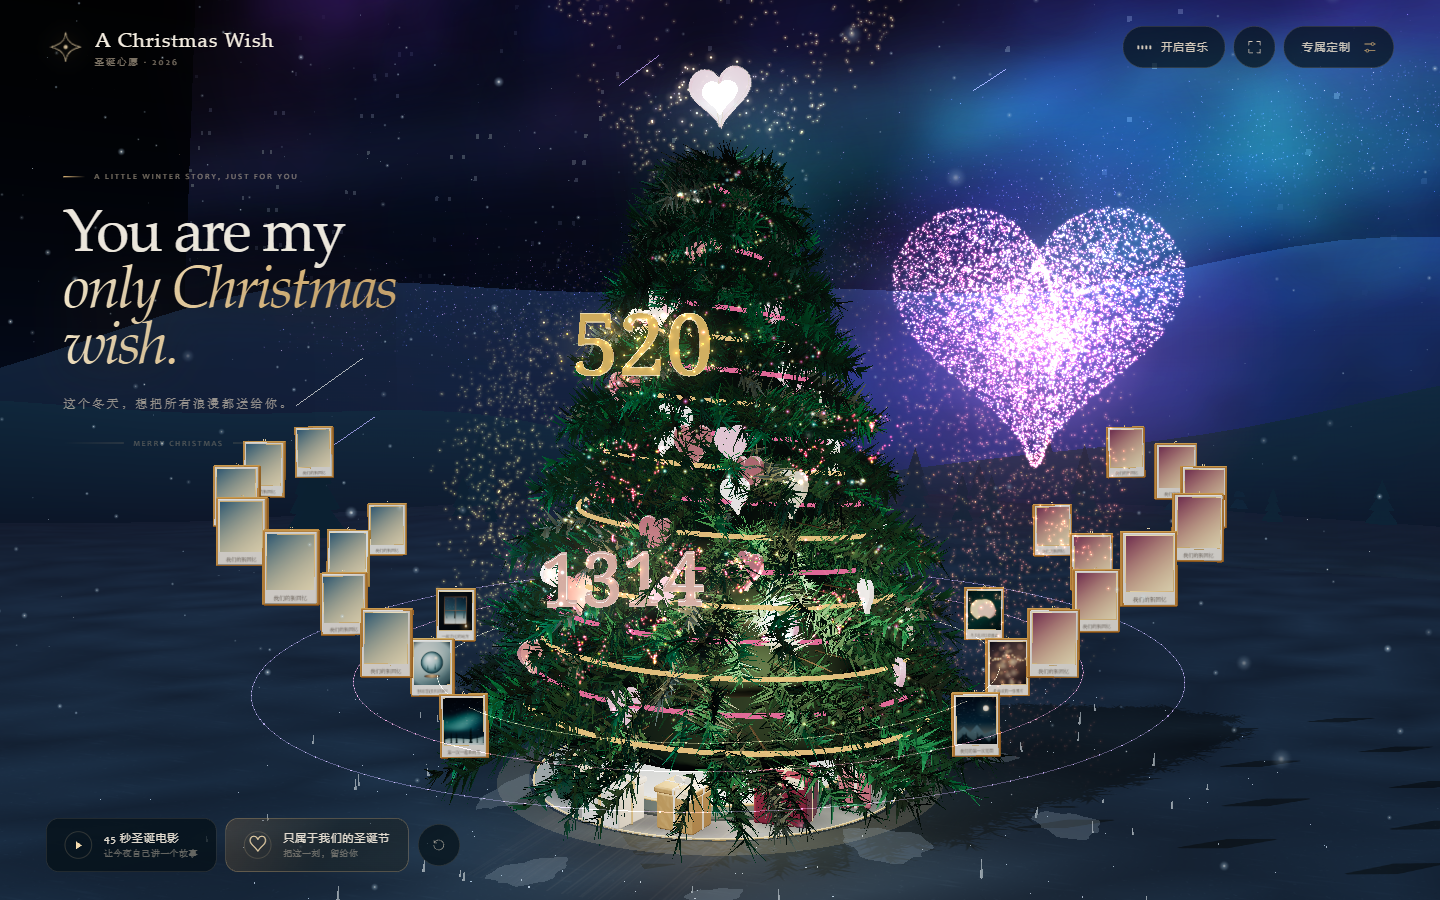 A Christmas Wish
圣诞心愿 · 2026
开启音乐
专属定制
A LITTLE WINTER STORY, JUST FOR YOU
You are my
only Christmas
wish.
这个冬天，想把所有浪漫都送给你。
MERRY CHRISTMAS
520
1314
45 秒圣诞电影
让今夜自己讲一个故事
只属于我们的圣诞节
把这一刻，留给你